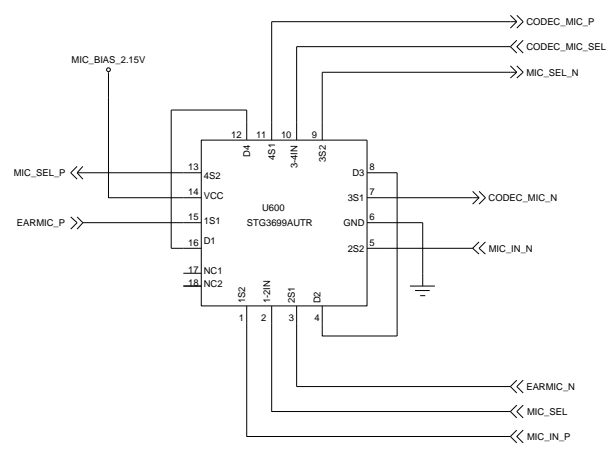 CODEC_MIC_P
CODEC_MIC_SEL
MIC_BIAS_2.15V
MIC_SEL_N
12 11 10 9
D4 4S1 3-4IN 3S2
MIC_SEL_P 13 4S2 D3 8
14 VCC 3S1 7 CODEC_MIC_N
U600
EARMIC_P 15 1S1 GND 6
STG3699AUTR
16 D1 2S2 5 MIC_IN_N
17 NC1
18 NC2
1S2 1-2IN 2S1 D2
1 2 3 4
EARMIC_N
MIC_SEL
MIC_IN_P